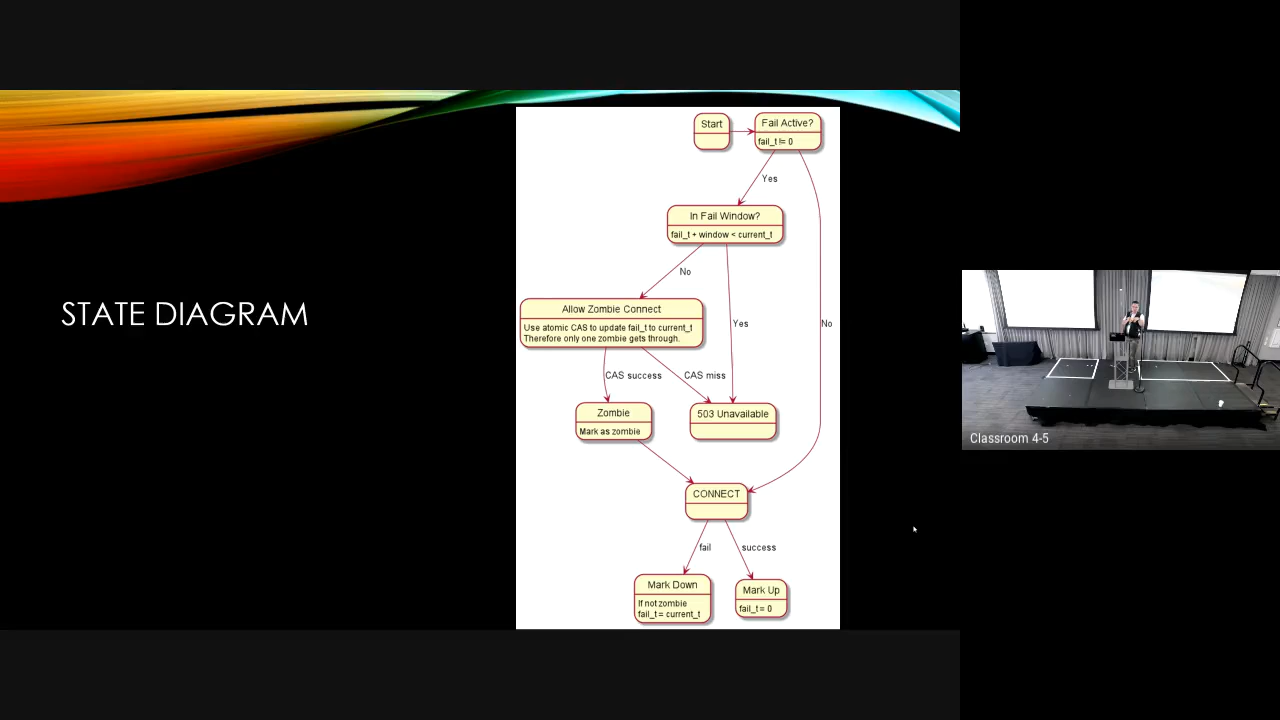 STATE DIAGRAM
Start
Fail Active?
fail_t != 0
Yes
In Fail Window?
fail_t + window < current_t
No
Allow Zombie Connect
Use atomic CAS to update fail_t to current_t
Therefore only one zombie gets through.
Yes
No
CAS success
CAS miss
Zombie
Mark as zombie
503 Unavailable
CONNECT
fail
success
Mark Down
If not zombie
fail_t = current_t
Mark Up
fail_t = 0
Classroom 4-5